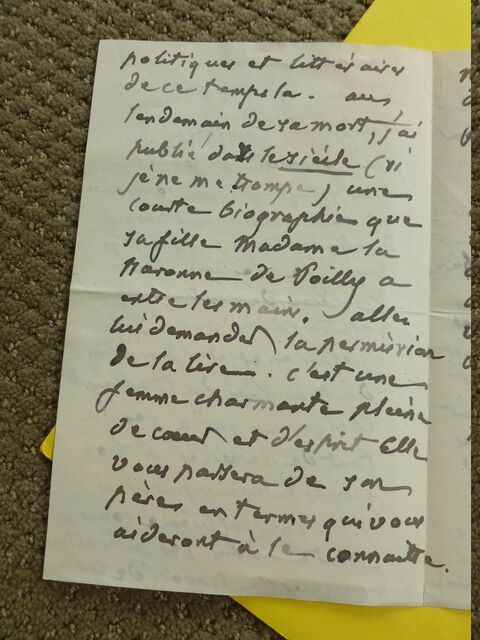 politiques et littéraires
de ce temps la. au
lendemain de sa mort, j'ai
publié dans le siècle (si
je ne me trompe) une
courte biographie que
sa fille Madame la
Baronne de Poilly a
entre les mains. allez
lui demander la permission
de la lire. c'est une
femme charmante pleine
de coeur et d'esprit Elle
vous parlera de son
père en termes qui vous
aideront à le connaitre.